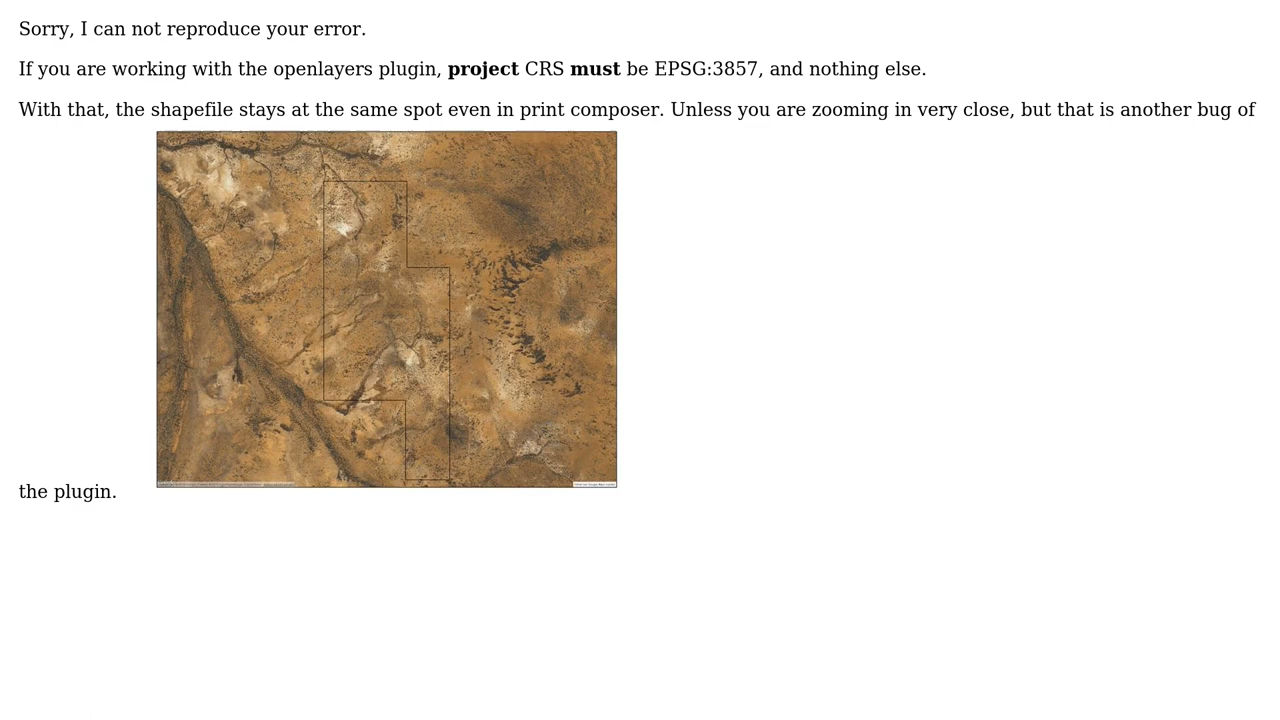 Sorry, I can not reproduce your error.
If you are working with the openlayers plugin, project CRS must be EPSG:3857, and nothing else.
With that, the shapefile stays at the same spot even in print composer. Unless you are zooming in very close, but that is another bug of
the plugin.